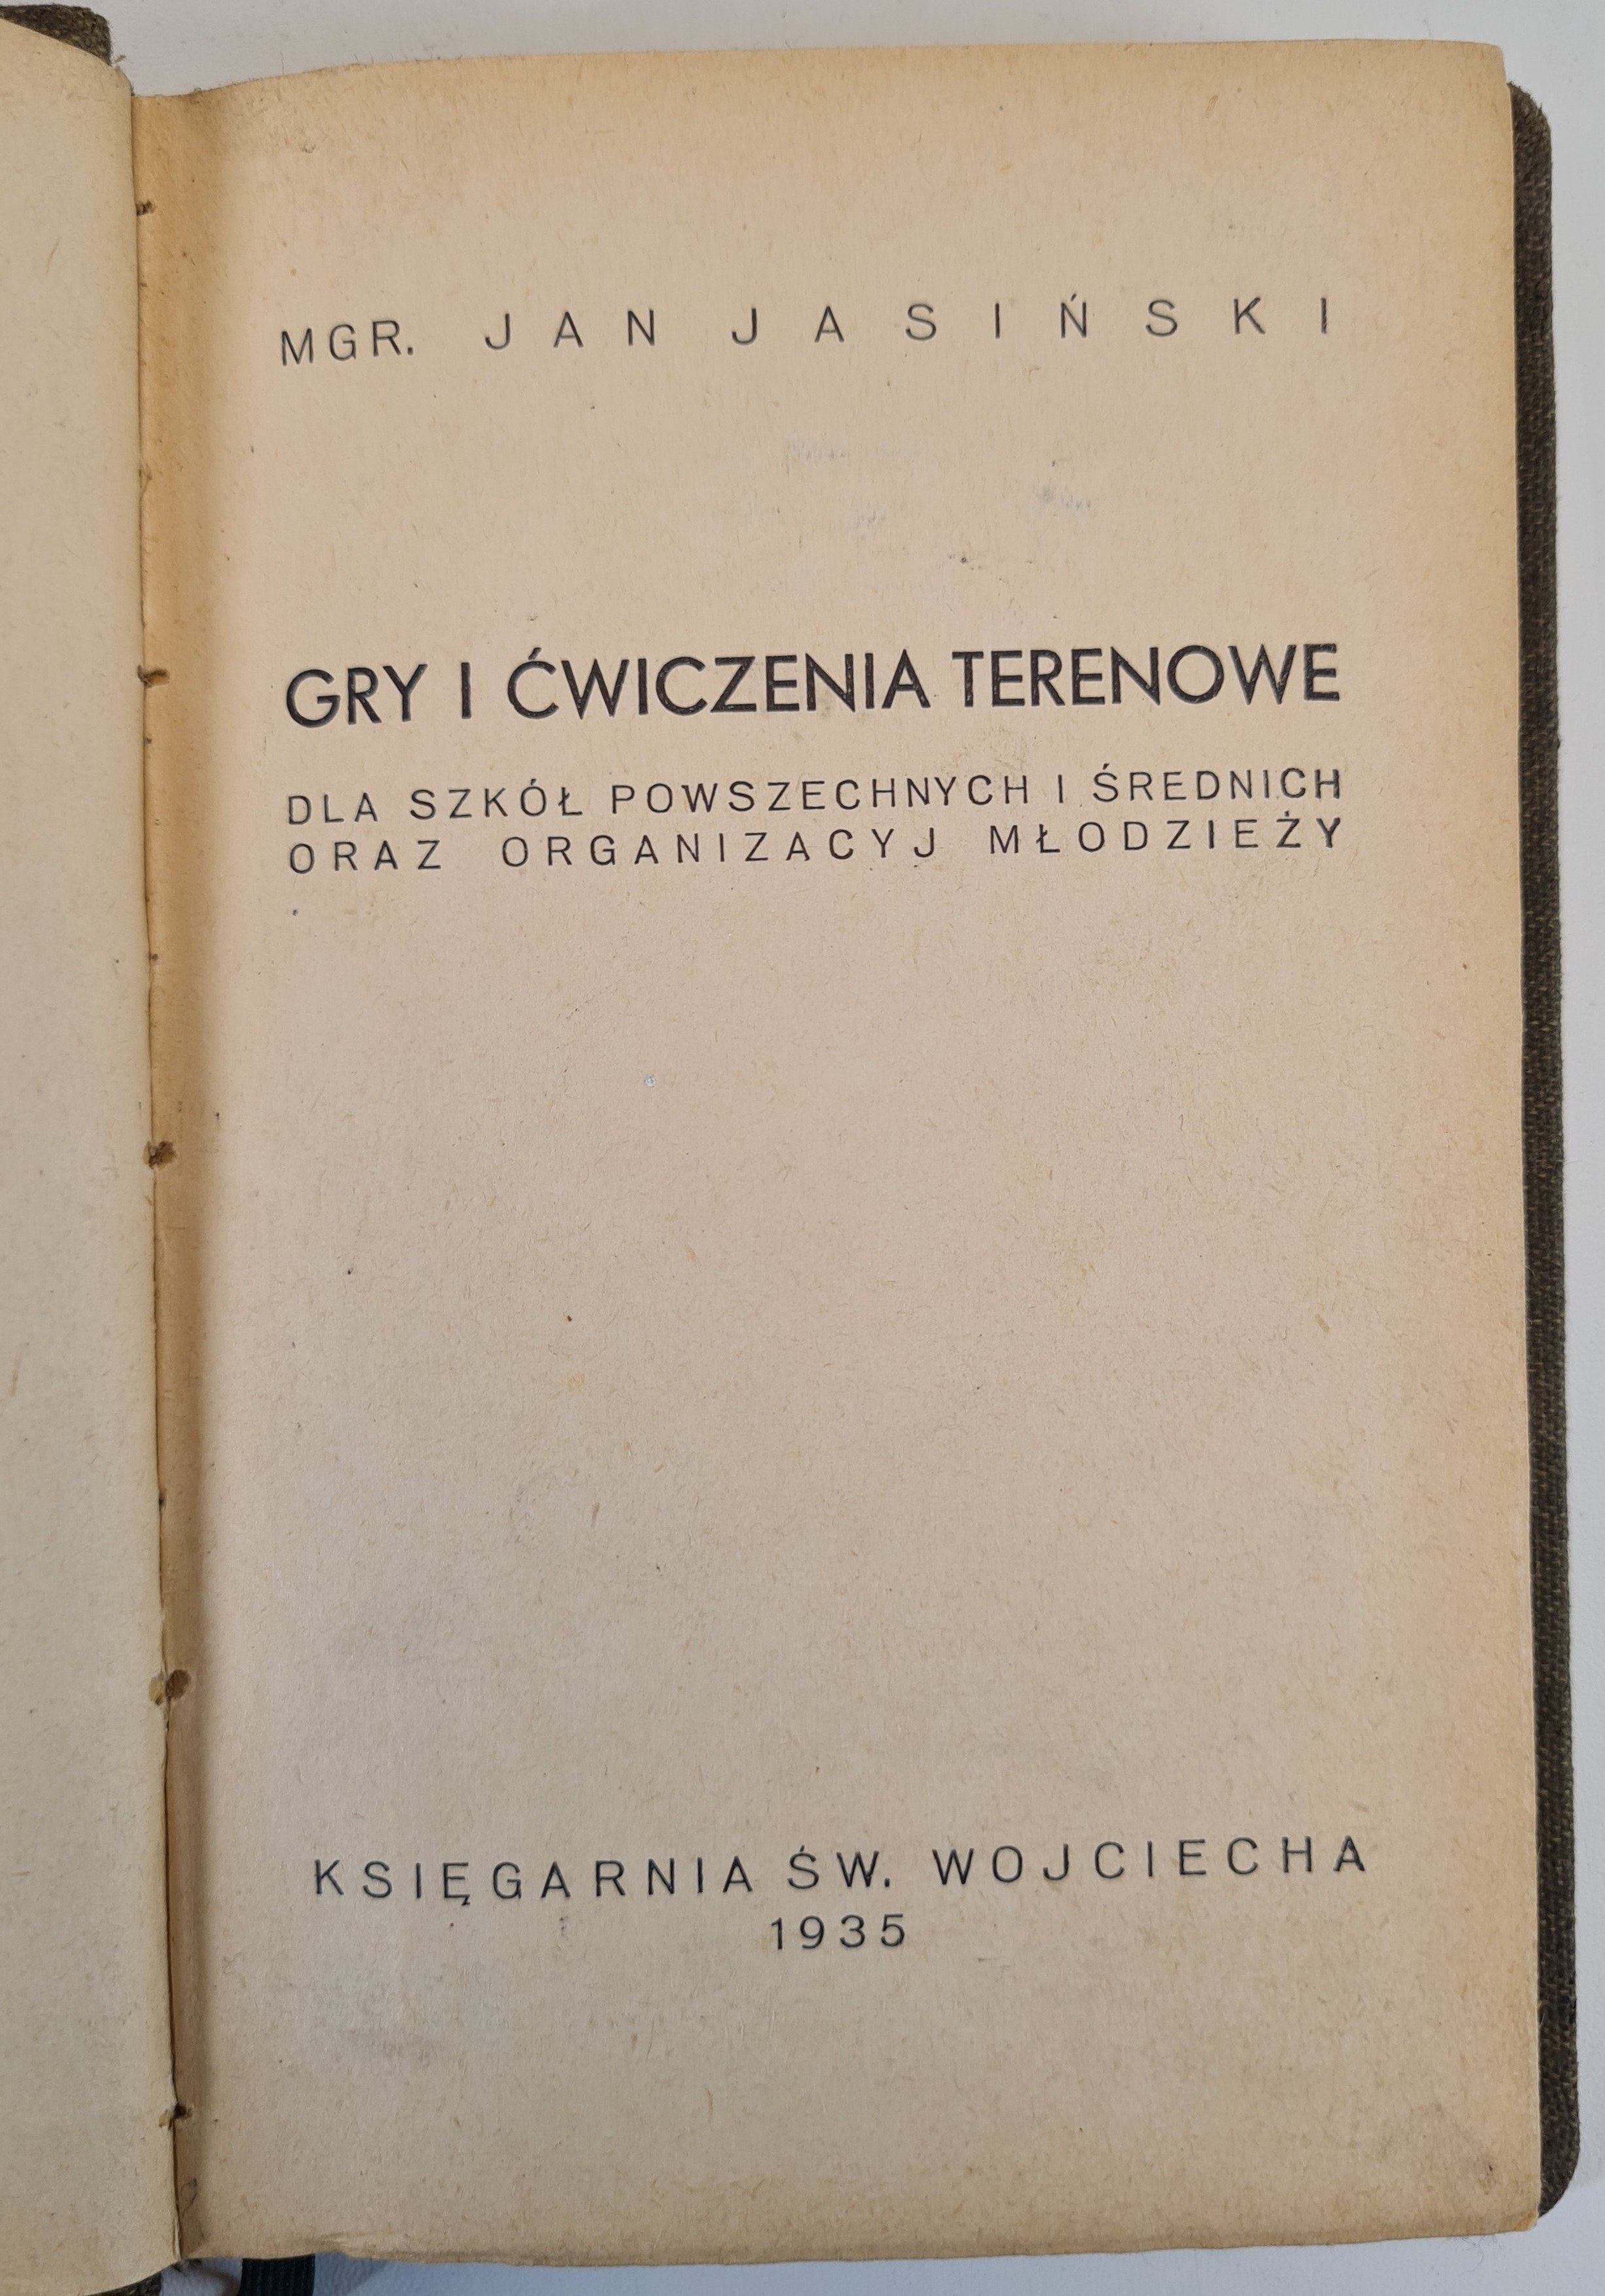 MGR. JAN JASIŃSKI
GRY I ĆWICZENIA TERENOWE
DLA SZKÓŁ POWSZECHNYCH I ŚREDNICH
ORAZ ORGANIZACYJ MŁODZIEŻY
KSIĘGARNIA ŚW. WOJCIECHA
1935